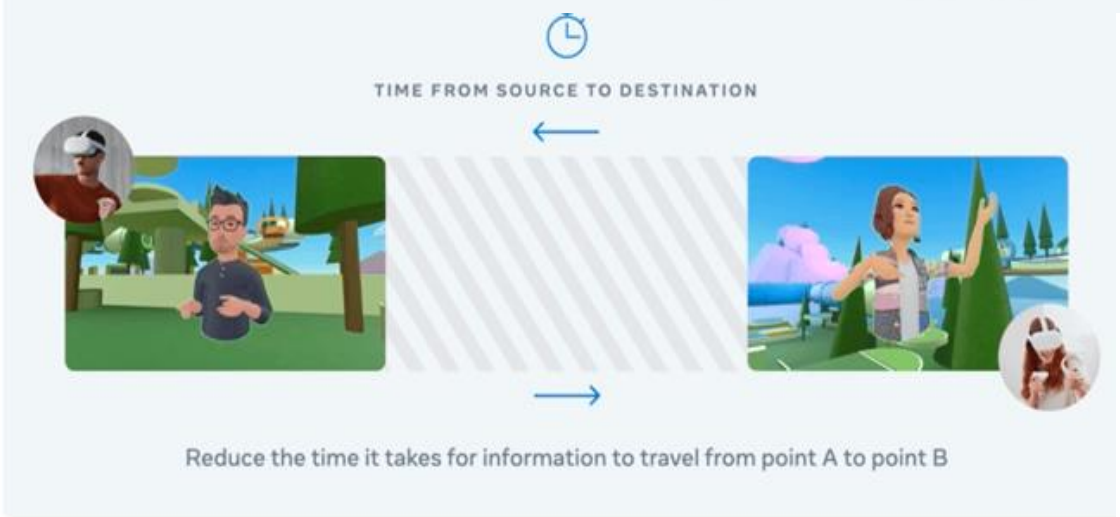 TIME FROM SOURCE TO DESTINATION
Reduce the time it takes for information to travel from point A to point B